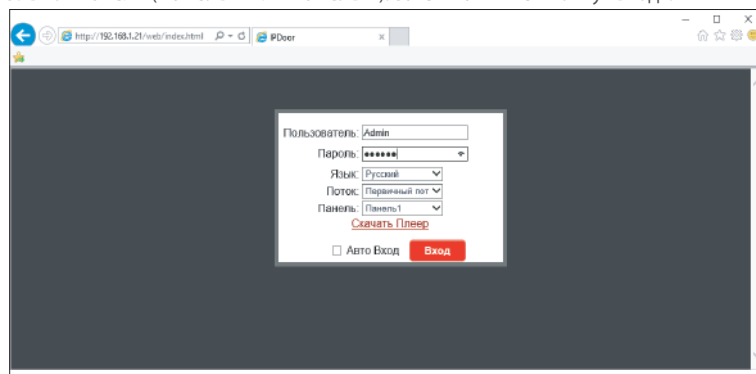 http://192.168.1.21/web/index.html
IPDoor
Пользователь: Admin
Пароль: ●●●●●●
Язык: Русский
Поток: Первичный пот
Панель: Панель1
Скачать Плеер
Авто Вход Вход